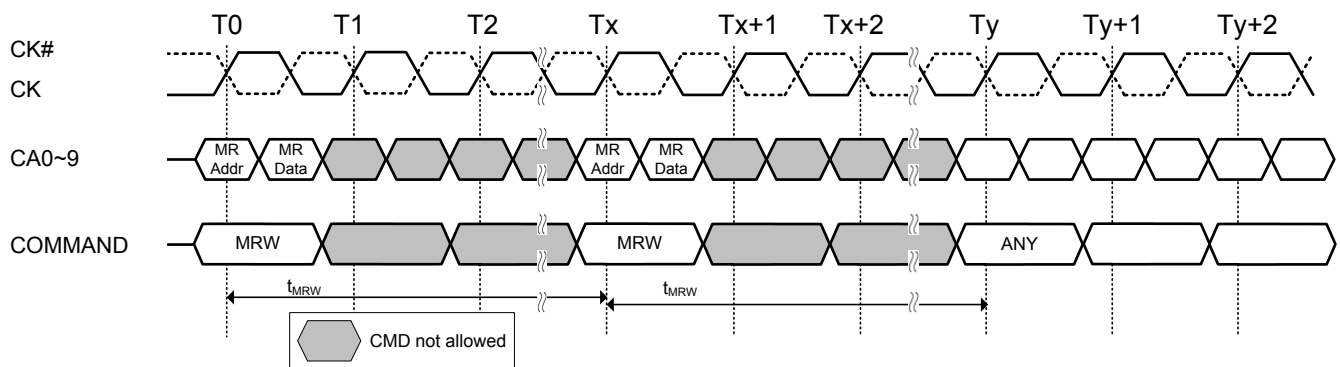 T0 T1 T2 Tx Tx+1 Tx+2 Ty Ty+1 Ty+2
CK#
CK
CA0~9 MR Addr MR Data MR Addr MR Data
COMMAND MRW MRW ANY
tMRW tMRW
CMD not allowed